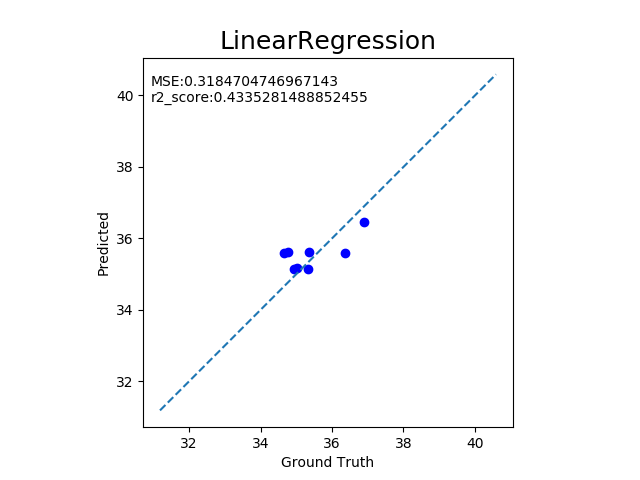 LinearRegression
MSE:0.3184704746967143
r2_score:0.4335281488852455
40
38
36
34
32
Predicted
32 34 36 38 40
Ground Truth